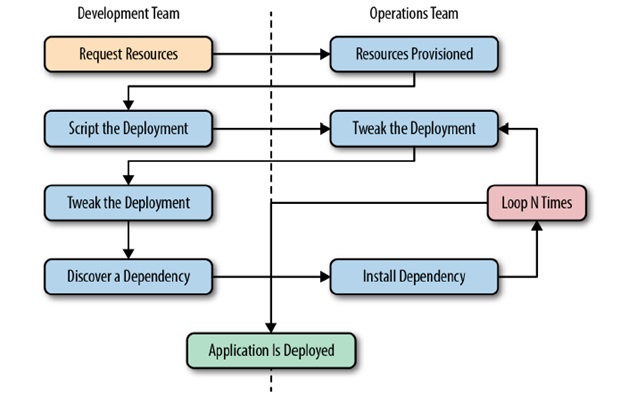 Development Team
Operations Team
Request Resources
Resources Provisioned
Script the Deployment
Tweak the Deployment
Tweak the Deployment
Loop N Times
Discover a Dependency
Install Dependency
Application Is Deployed